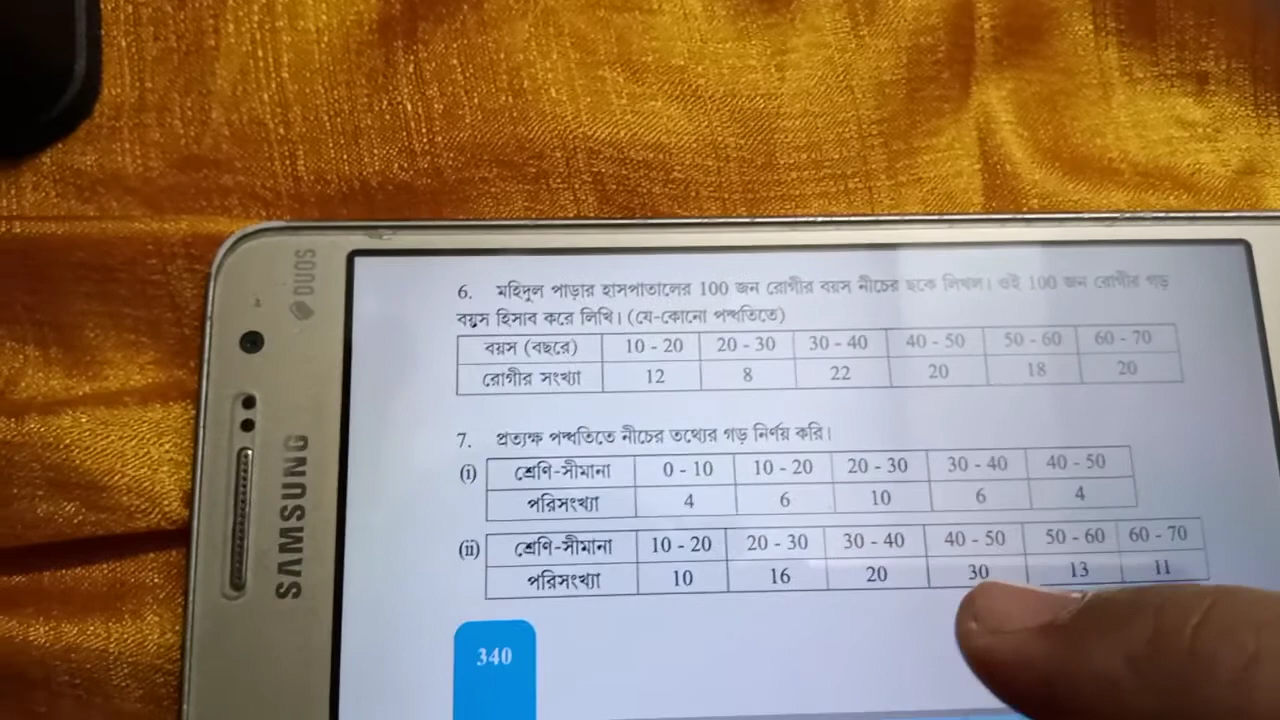 DUOS
SAMSUNG
6. মহিদুল পাড়ার হাসপাতালের 100 জন রোগীর বয়স নীচের ছকে লিখল। ওই 100 জন রোগীর গড়
বয়স হিসাব করে লিখি। (যে-কোনো পদ্ধতিতে)
বয়স (বছরে) 10 - 20 20 - 30 30 - 40 40 - 50 50 - 60 60 - 70
রোগীর সংখ্যা 12 8 22 20 18 20
7. প্রত্যক্ষ পদ্ধতিতে নীচের তথ্যের গড় নির্ণয় করি।
(i) শ্রেণি-সীমানা 0 - 10 10 - 20 20 - 30 30 - 40 40 - 50
পরিসংখ্যা 4 6 10 6 4
(ii) শ্রেণি-সীমানা 10 - 20 20 - 30 30 - 40 40 - 50 50 - 60 60 - 70
পরিসংখ্যা 10 16 20 30 13 11
340